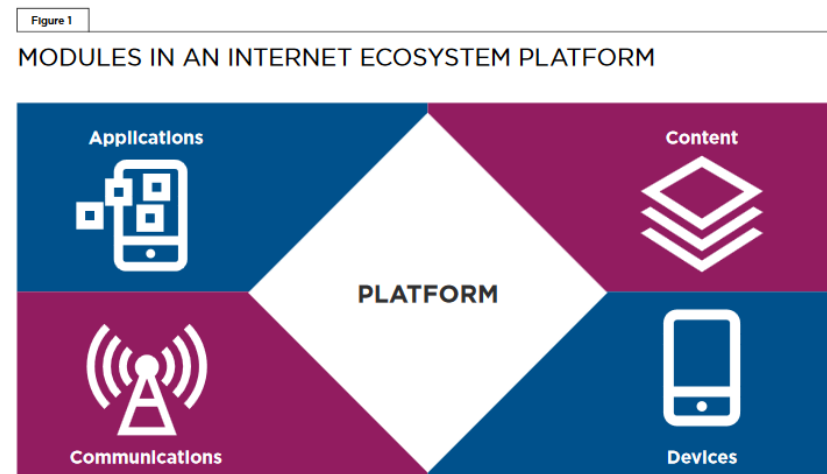 Figure 1
MODULES IN AN INTERNET ECOSYSTEM PLATFORM
Applications
Content
PLATFORM
Communications
Devices